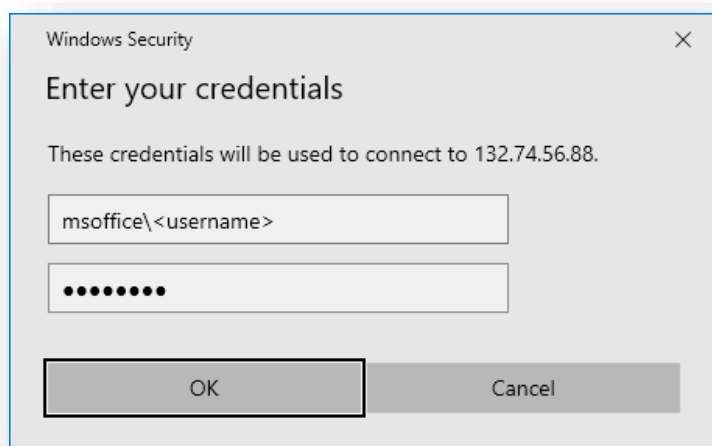 Windows Security
Enter your credentials
These credentials will be used to connect to 132.74.56.88.
msoffice\<username>
●●●●●●●●
OK
Cancel